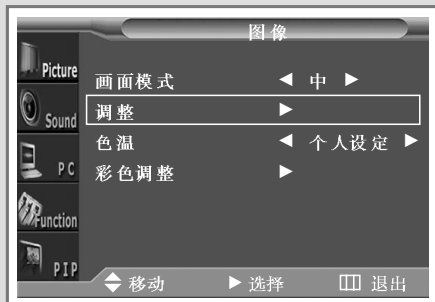 图像
Picture
Sound
PC
Function
PIP
画面模式 ◀ 中 ▶
调整 ▶
色温 ◀ 个人设定 ▶
彩色调整 ▶
移动 ▶ 选择 退出